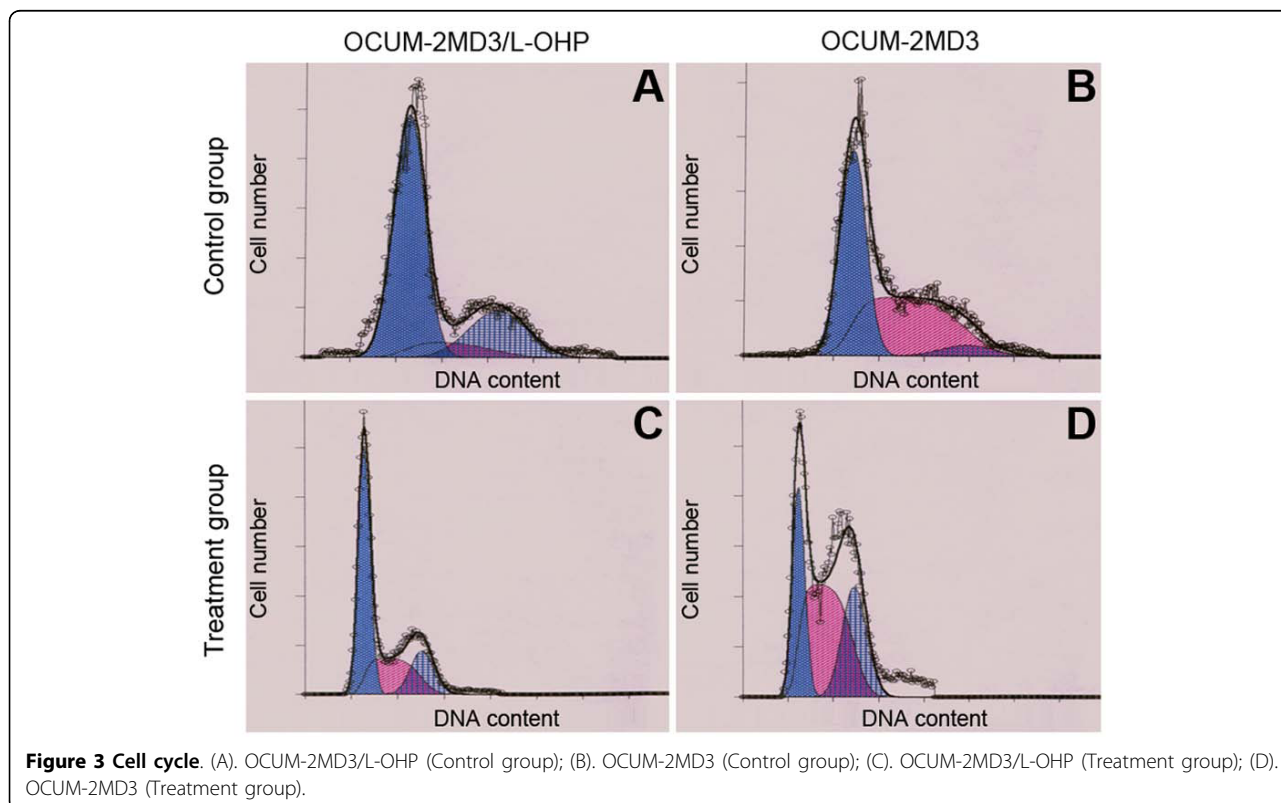 OCUM-2MD3/L-OHP
OCUM-2MD3
Control group
Cell number
A
DNA content
Cell number
B
DNA content
Treatment group
Cell number
C
DNA content
Cell number
D
DNA content
Figure 3 Cell cycle. (A). OCUM-2MD3/L-OHP (Control group); (B). OCUM-2MD3 (Control group); (C). OCUM-2MD3/L-OHP (Treatment group); (D).
OCUM-2MD3 (Treatment group).